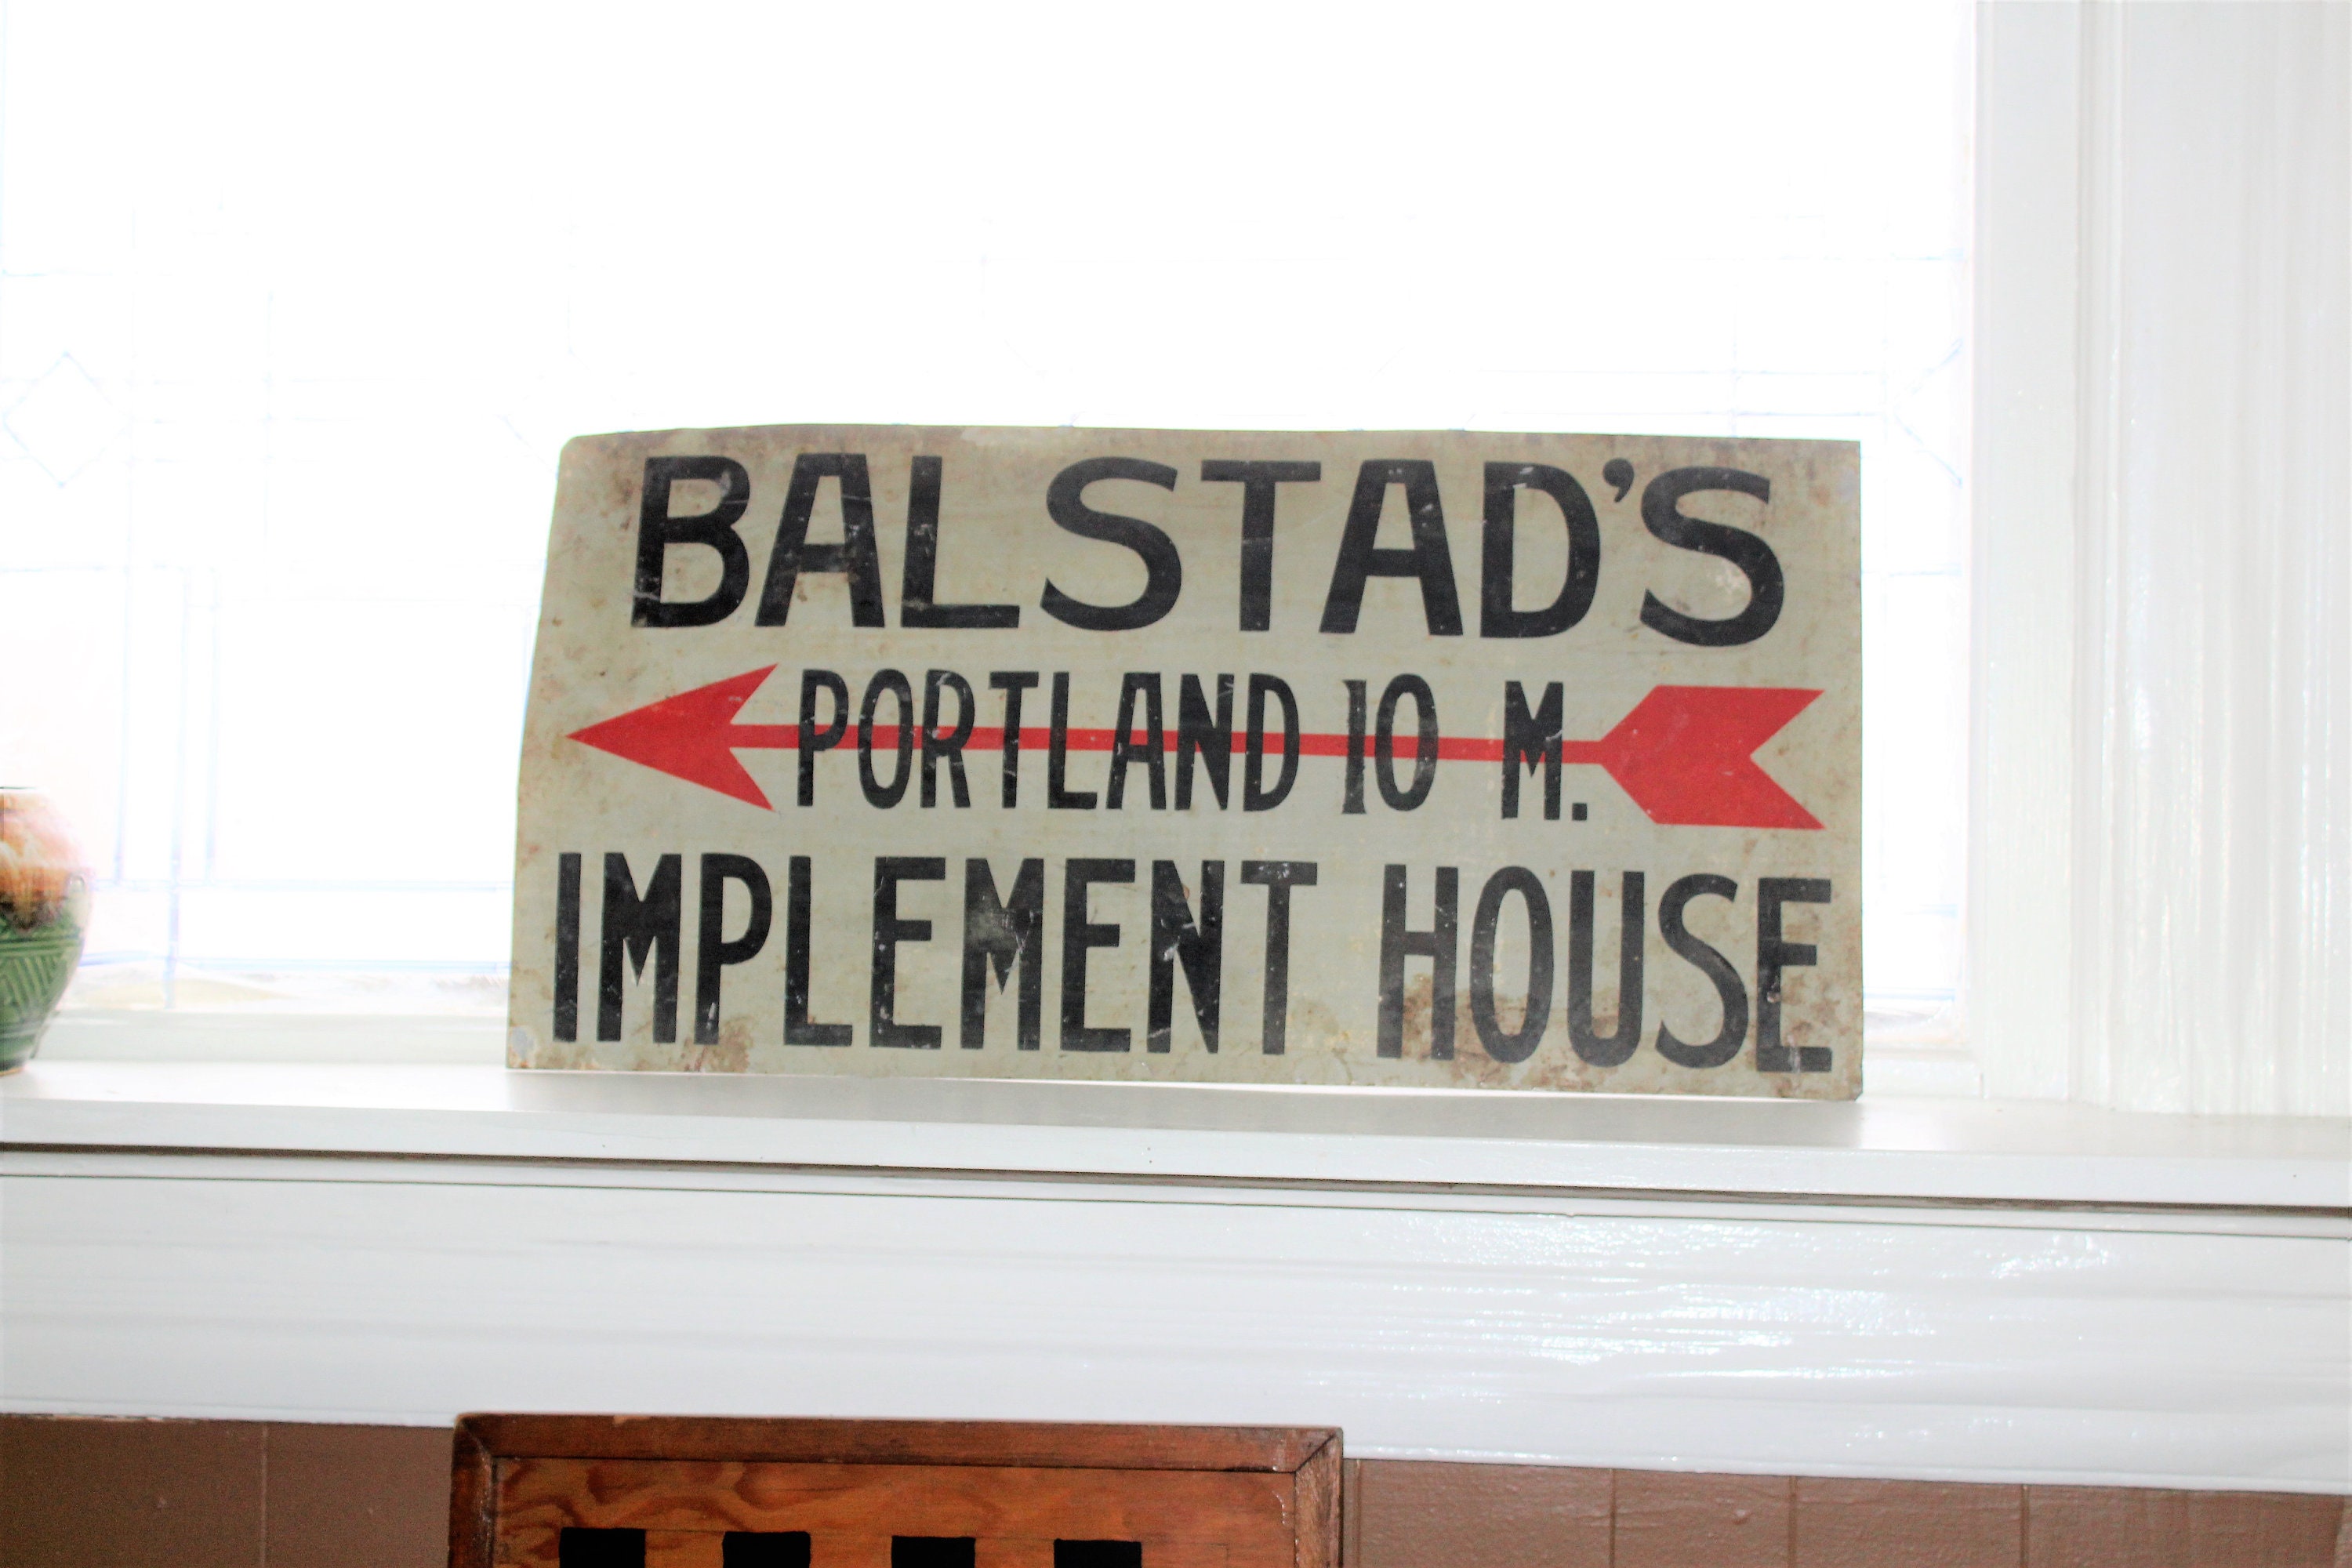 BALSTAD'S
PORTLAND 10 M.
IMPLEMENT HOUSE